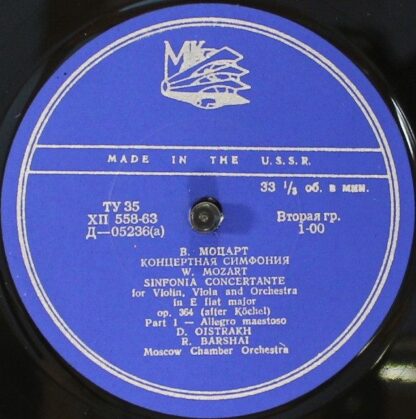 МК
MADE IN THE U.S.S.R.
33 ⅓ об. в мин.
ТУ 35
ХП 558-63
Д—05236(а)
Вторая гр.
1-00
В. МОЦАРТ
КОНЦЕРТНАЯ СИМФОНИЯ
W. MOZART
SINFONIA CONCERTANTE
for Violin, Viola and Orchestra
in E flat major
op. 364 (after Köchel)
Part 1 — Allegro maestoso
D. OISTRAKH
R. BARSHAI
Moscow Chamber Orchestra